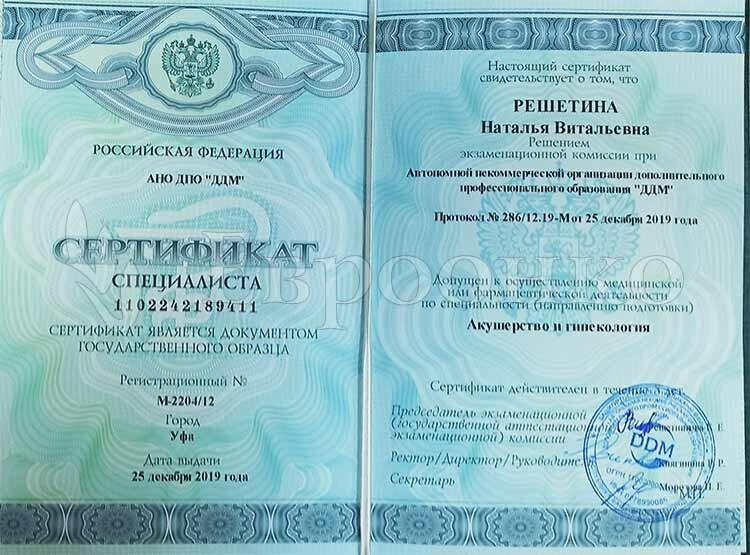 РОССИЙСКАЯ ФЕДЕРАЦИЯ
АНО ДПО "ДДМ"
СЕРТИФИКАТ
СПЕЦИАЛИСТА
1102242189411
СЕРТИФИКАТ ЯВЛЯЕТСЯ ДОКУМЕНТОМ
ГОСУДАРСТВЕННОГО ОБРАЗЦА
Регистрационный №
М-2204/12
Город
Уфа
Дата выдачи
25 декабря 2019 года
Евроонко
Настоящий сертификат
свидетельствует о том, что
РЕШЕТИНА
Наталья Витальевна
Решением
экзаменационной комиссии при
Автономной некоммерческой организации дополнительного
профессионального образования "ДДМ"
Протокол № 286/12.19-М от 25 декабря 2019 года
Допущен к осуществлению медицинской
или фармацевтической деятельности
по специальности (направлению подготовки)
Акушерство и гинекология
Сертификат действителен в течение 5 лет.
Председатель экзаменационной
(государственной аттестационной
экзаменационной) комиссии
Ректор/Директор/Руководитель
Княгинина Е. Р.
Секретарь
Морозова П. Е.
М.П.
DDM